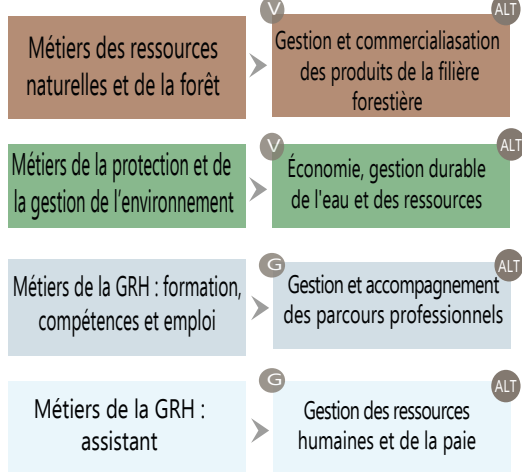 V
ALT
Métiers des ressources
naturelles et de la forêt
Gestion et commercialiasation
des produits de la filière
forestière
V
ALT
Métiers de la protection et de
la gestion de l'environnement
Économie, gestion durable
de l'eau et des ressources
G
ALT
Métiers de la GRH : formation,
compétences et emploi
Gestion et accompagnement
des parcours professionnels
G
ALT
Métiers de la GRH :
assistant
Gestion des ressources
humaines et de la paie